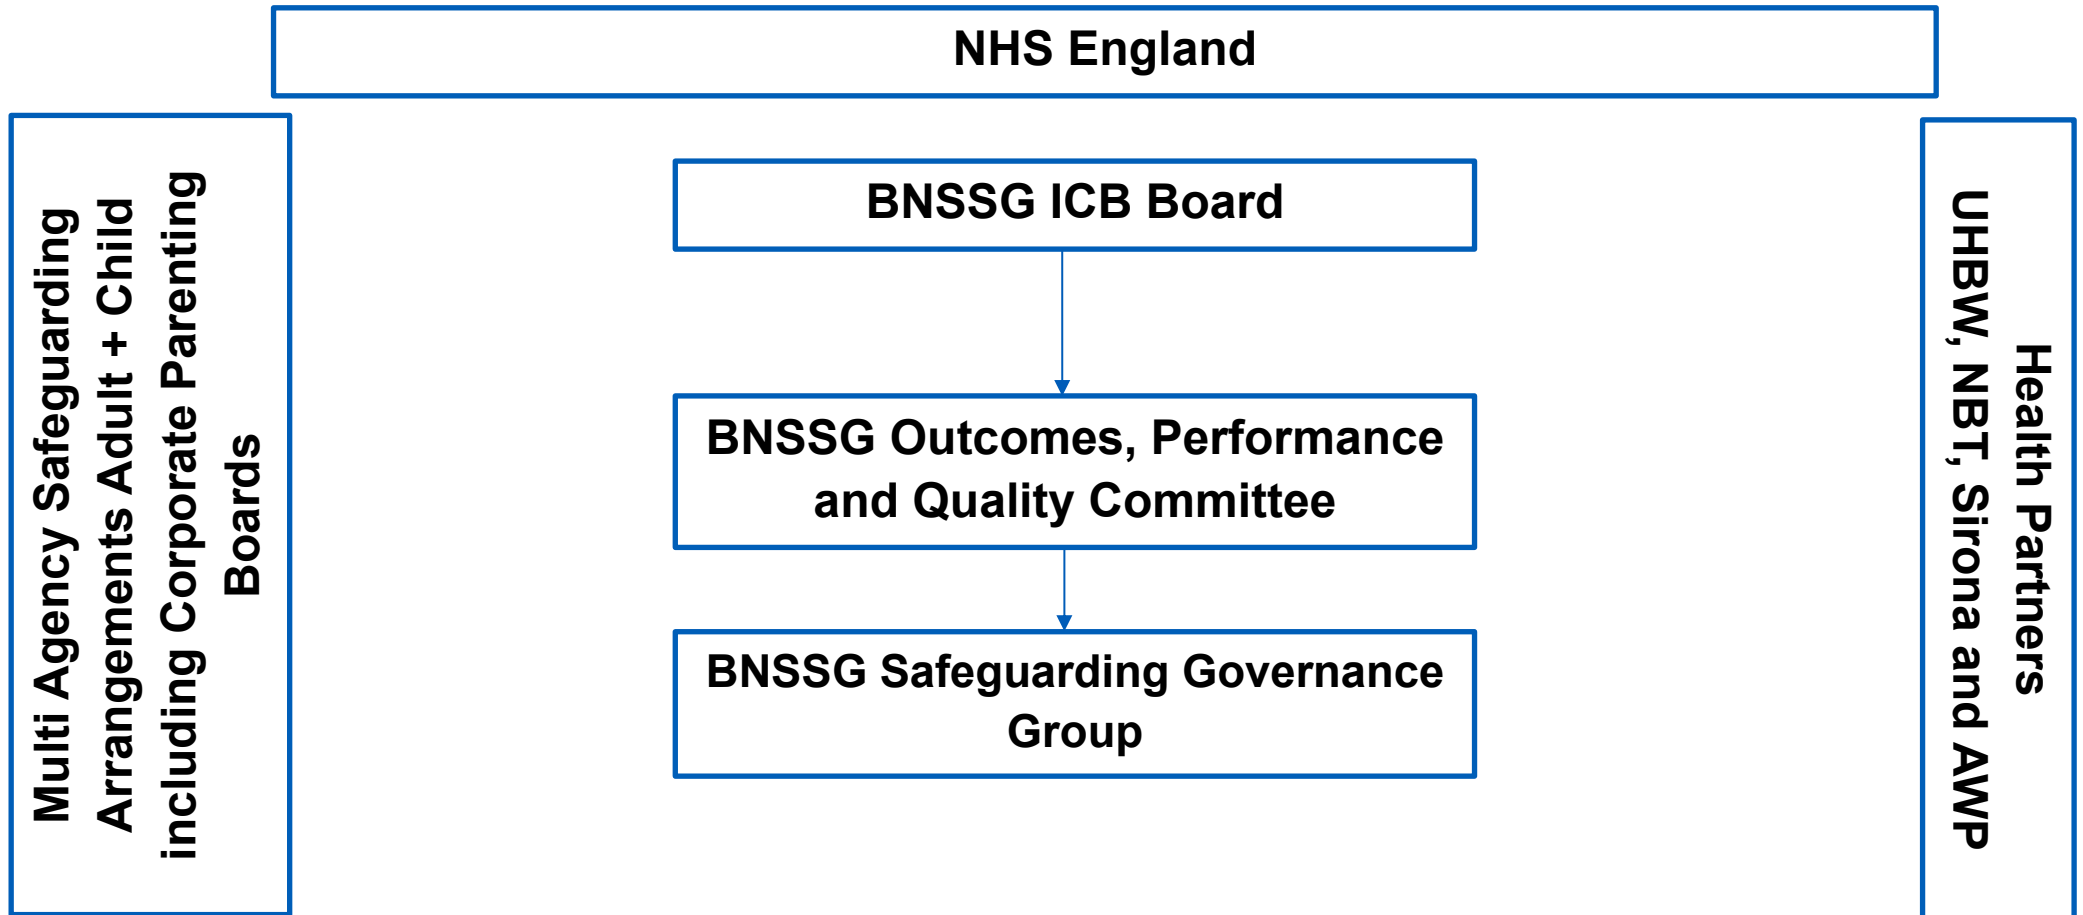 NHS England
Multi Agency Safeguarding
Arrangements Adult + Child
including Corporate Parenting
Boards
BNSSG ICB Board
BNSSG Outcomes, Performance
and Quality Committee
BNSSG Safeguarding Governance
Group
Health Partners
UHBW, NBT, Sirona and AWP